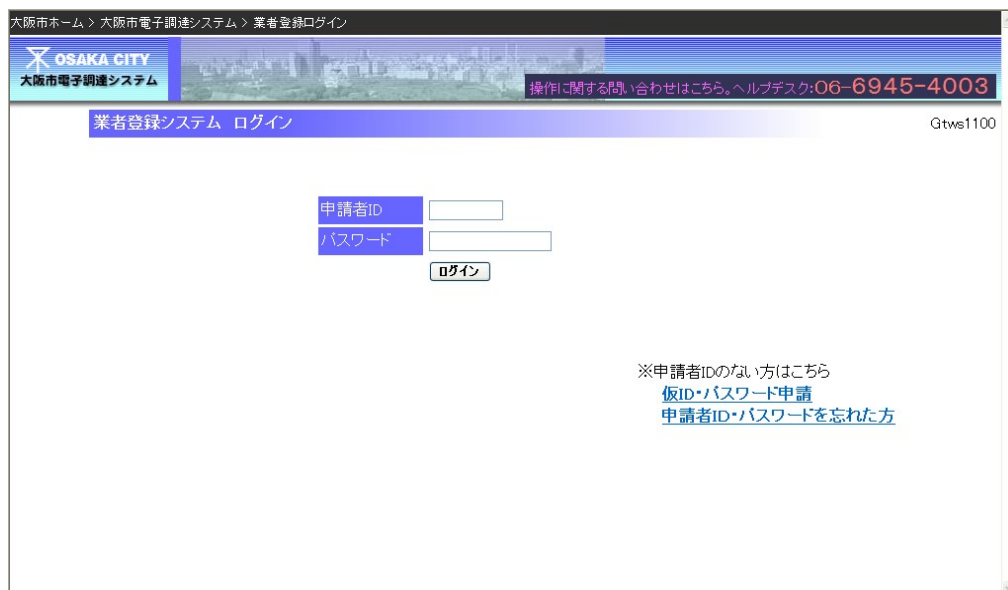 大阪市ホーム > 大阪市電子調達システム > 業者登録ログイン
OSAKA CITY
大阪市電子調達システム
操作に関する問い合わせはこちら。ヘルプデスク:06-6945-4003
業者登録システム ログイン
Gtws1100
申請者ID
パスワード
ログイン
※申請者IDのない方はこちら
仮ID・パスワード申請
申請者ID・パスワードを忘れた方